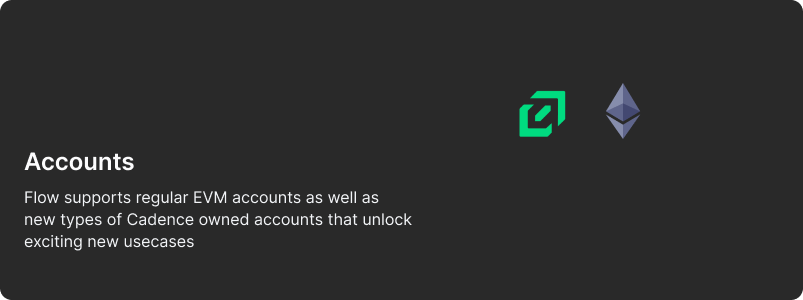 Accounts
Flow supports regular EVM accounts as well as
new types of Cadence owned accounts that unlock
exciting new usecases